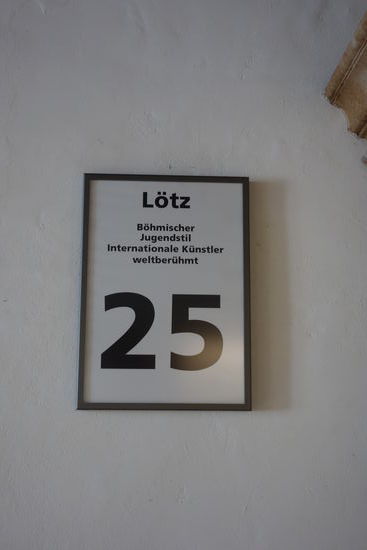 Lötz
Böhmischer
Jugendstil
Internationale Künstler
weltberühmt
25